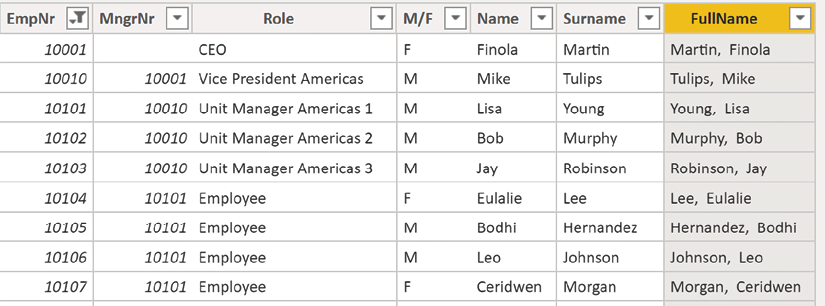 EmpNr MngrNr Role M/F Name Surname FullName
10001 CEO F Finola Martin Martin, Finola
10010 10001 Vice President Americas M Mike Tulips Tulips, Mike
10101 10010 Unit Manager Americas 1 M Lisa Young Young, Lisa
10102 10010 Unit Manager Americas 2 M Bob Murphy Murphy, Bob
10103 10010 Unit Manager Americas 3 M Jay Robinson Robinson, Jay
10104 10101 Employee F Eulalie Lee Lee, Eulalie
10105 10101 Employee M Bodhi Hernandez Hernandez, Bodhi
10106 10101 Employee M Leo Johnson Johnson, Leo
10107 10101 Employee F Ceridwen Morgan Morgan, Ceridwen